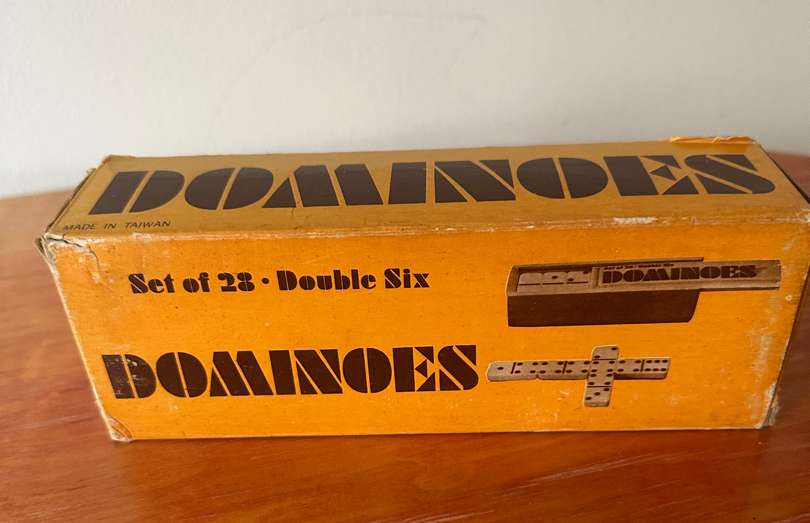 DOMINOES
MADE IN TAIWAN
Set of 28 · Double Six
DOMINOES
DOMINOES